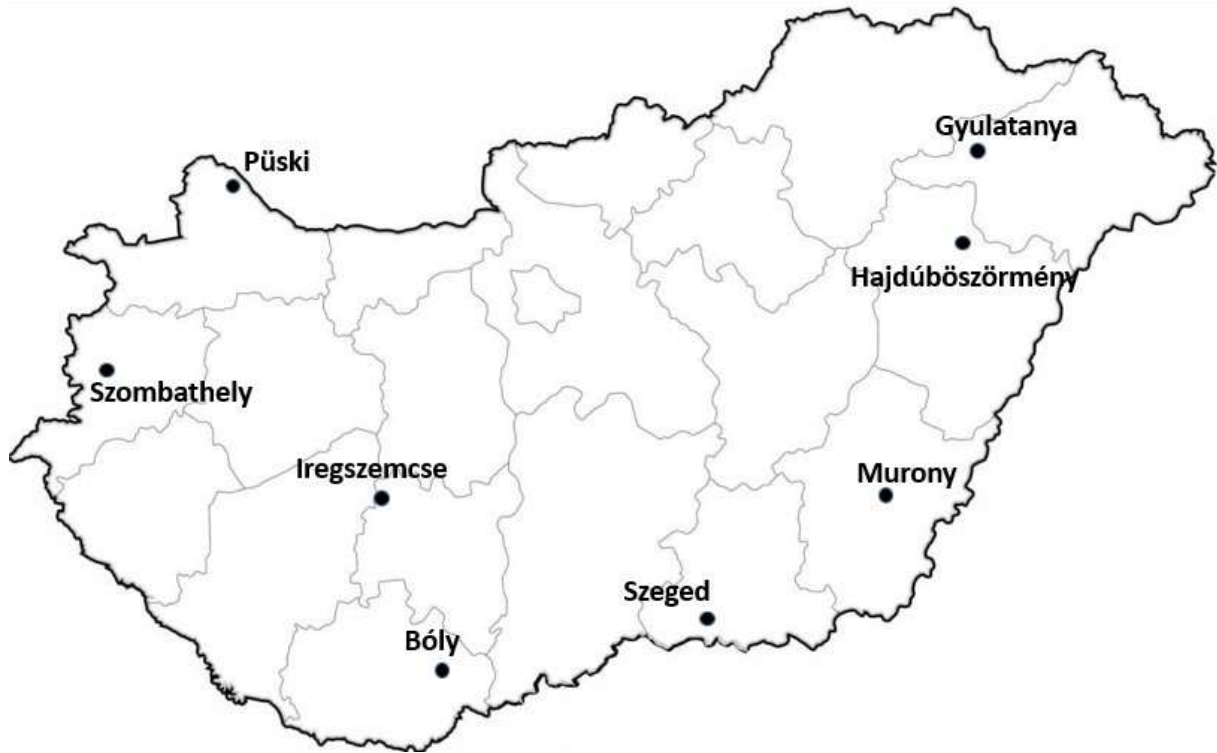 Gyulatanya
Püski
Hajdúböszörmény
Szombathely
Iregszemcse
Murony
Szeged
Bóly